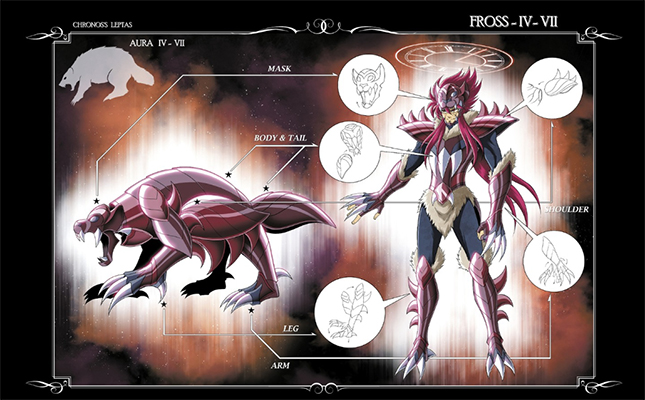 CHRONOS'S LEPTAS
FROSS - IV - VII
AURA IV - VII
MASK
BODY & TAIL
SHOULDER
LEG
ARM